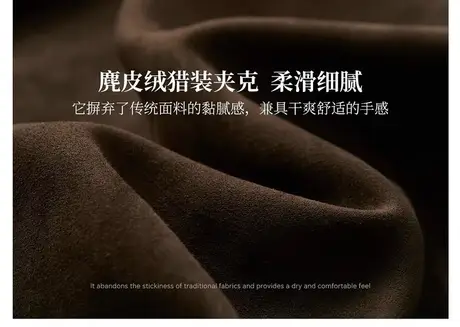 麂皮绒猎装夹克 柔滑细腻
它摒弃了传统面料的黏腻感，兼具干爽舒适的手感
It abandons the stickiness of traditional fabrics and provides a dry and comfortable feel